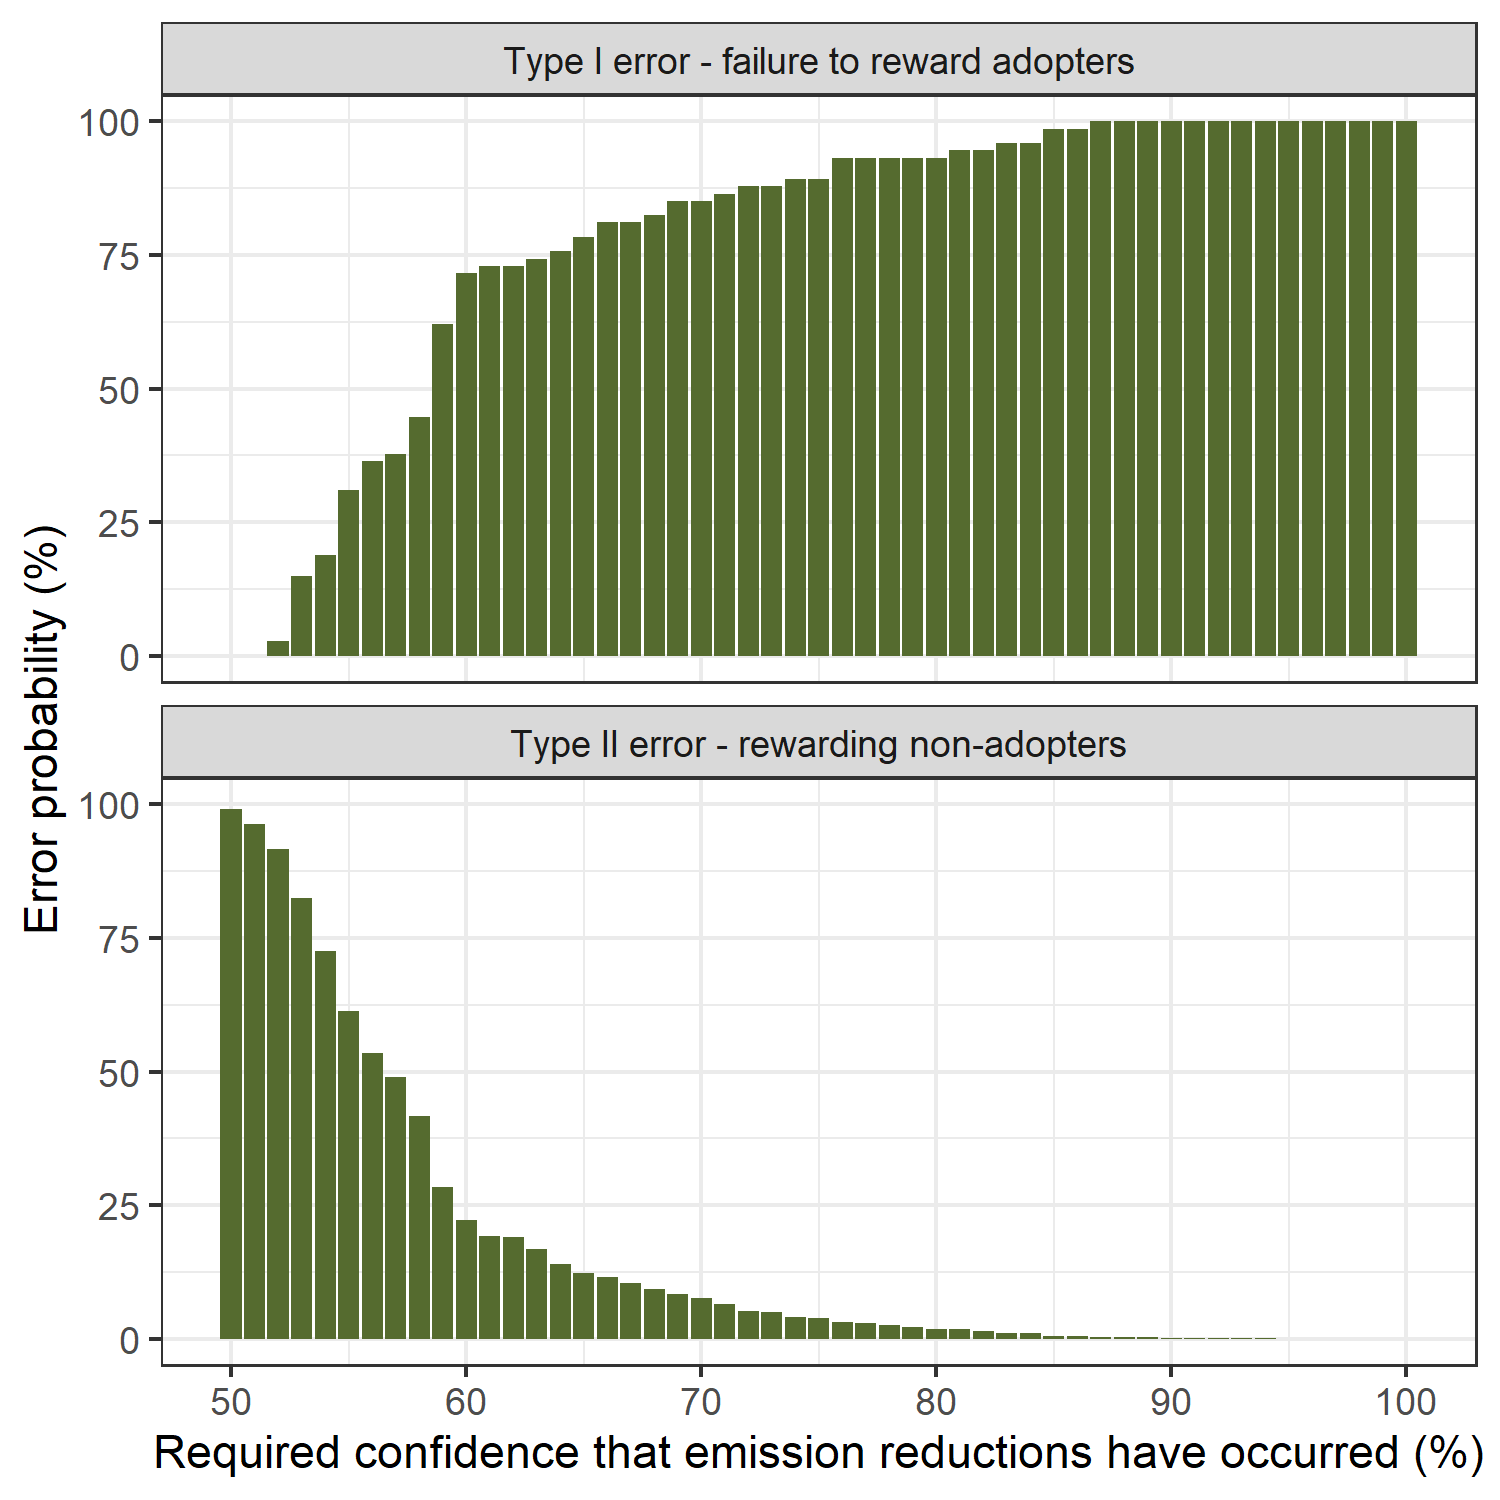 Type I error - failure to reward adopters
100
75
50
25
0
Type II error - rewarding non-adopters
100
75
50
25
0
Error probability (%)
50 60 70 80 90 100
Required confidence that emission reductions have occurred (%)